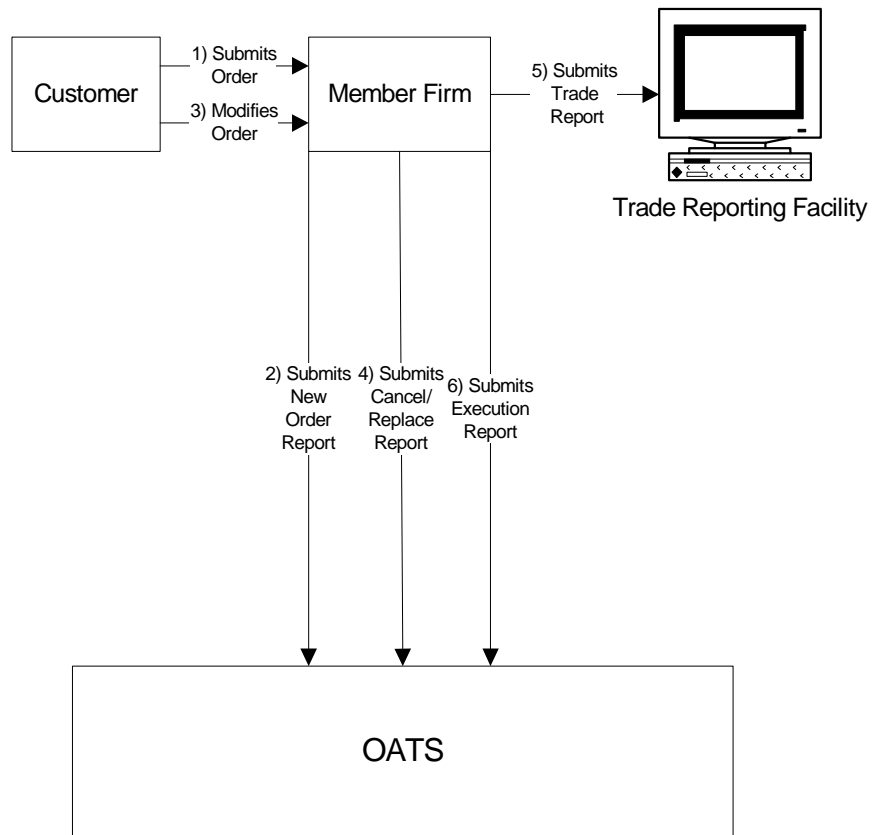 Customer
1) Submits
Order
3) Modifies
Order
Member Firm
5) Submits
Trade
Report
Trade Reporting Facility
2) Submits
New
Order
Report
4) Submits
Cancel/
Replace
Report
6) Submits
Execution
Report
OATS